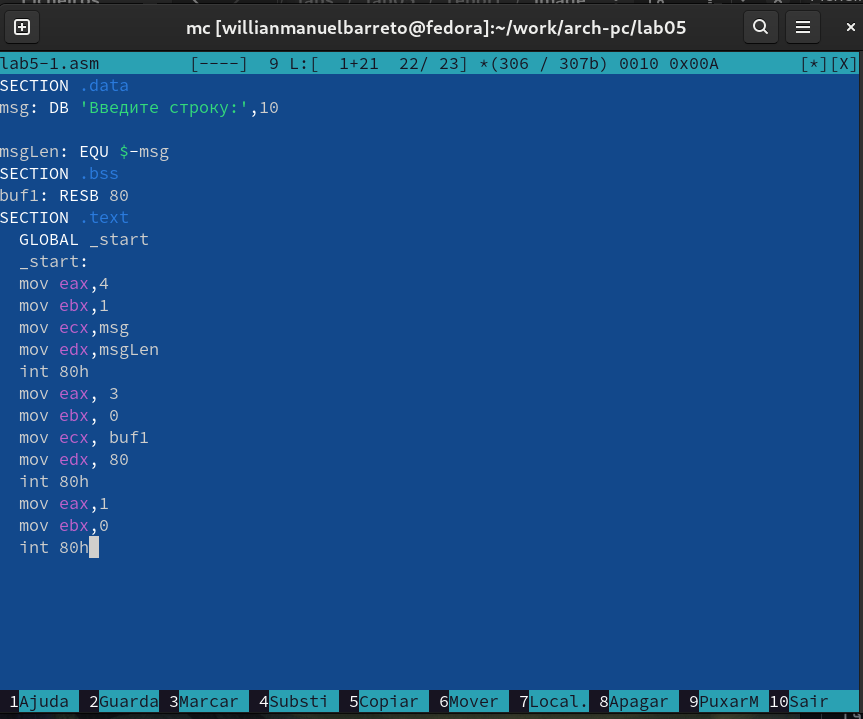 mc [willianmanuelbarreto@fedora]:~/work/arch-pc/lab05
lab5-1.asm [----] 9 L:[ 1+21 22/ 23] *(306 / 307b) 0010 0x00A [*][X]
SECTION .data
msg: DB 'Введите строку:',10
msgLen: EQU $-msg
SECTION .bss
buf1: RESB 80
SECTION .text
GLOBAL _start
_start:
mov eax,4
mov ebx,1
mov ecx,msg
mov edx,msgLen
int 80h
mov eax, 3
mov ebx, 0
mov ecx, buf1
mov edx, 80
int 80h
mov eax,1
mov ebx,0
int 80h
1Ajuda 2Guarda 3Marcar 4Substi 5Copiar 6Mover 7Local. 8Apagar 9PuxarM 10Sair